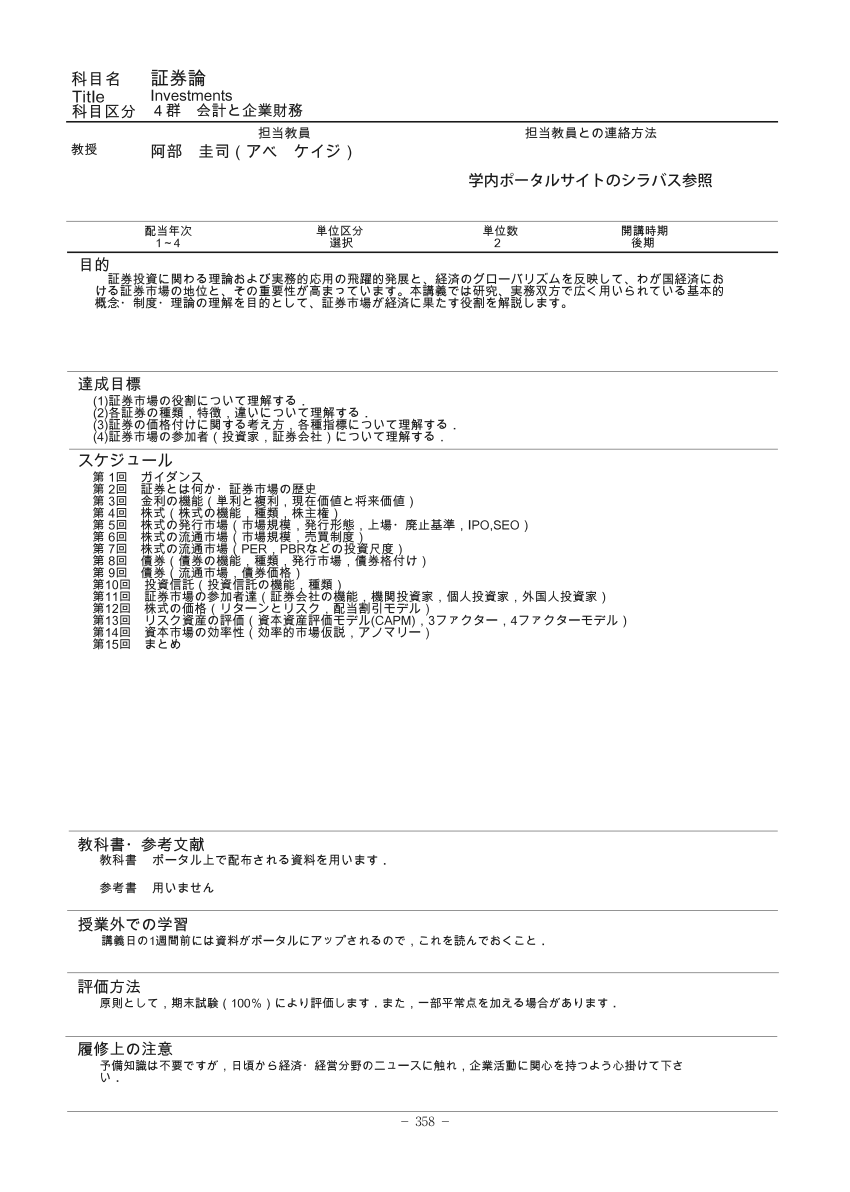 科目名　証券論
Title　Investments
科目区分　４群　会計と企業財務
担当教員　担当教員との連絡方法
教授　阿部　圭司（アベ　ケイジ）
学内ポータルサイトのシラバス参照
配当年次　単位区分　単位数　開講時期
1～4　選択　2　後期
目的
証券投資に関わる理論および実務的応用の飛躍的発展と、経済のグローバリズムを反映して、わが国経済にお
ける証券市場の地位と、その重要性が高まっています。本講義では研究、実務双方で広く用いられている基本的
概念・制度・理論の理解を目的として、証券市場が経済に果たす役割を解説します。
達成目標
(1)証券市場の役割について理解する．
(2)各証券の種類，特徴，違いについて理解する．
(3)証券の価格付けに関する考え方，各種指標について理解する．
(4)証券市場の参加者（投資家，証券会社）について理解する．
スケジュール
第 1回　ガイダンス
第 2回　証券とは何か・証券市場の歴史
第 3回　金利の機能（単利と複利，現在価値と将来価値）
第 4回　株式（株式の機能，種類，株主権）
第 5回　株式の発行市場（市場規模，発行形態，上場・廃止基準，IPO,SEO）
第 6回　株式の流通市場（市場規模，売買制度）
第 7回　株式の流通市場（PER，PBRなどの投資尺度）
第 8回　債券（債券の機能，種類，発行市場，債券格付け）
第 9回　債券（流通市場，債券価格）
第10回　投資信託（投資信託の機能，種類）
第11回　証券市場の参加者達（証券会社の機能，機関投資家，個人投資家，外国人投資家）
第12回　株式の価格（リターンとリスク，配当割引モデル）
第13回　リスク資産の評価（資本資産評価モデル(CAPM)，3ファクター，4ファクターモデル）
第14回　資本市場の効率性（効率的市場仮説，アノマリー）
第15回　まとめ
教科書・参考文献
教科書　ポータル上で配布される資料を用います．
参考書　用いません
授業外での学習
講義日の1週間前には資料がポータルにアップされるので，これを読んでおくこと．
評価方法
原則として，期末試験（100%）により評価します．また，一部平常点を加える場合があります．
履修上の注意
予備知識は不要ですが，日頃から経済・経営分野のニュースに触れ，企業活動に関心を持つよう心掛けて下さ
い．
– 358 –